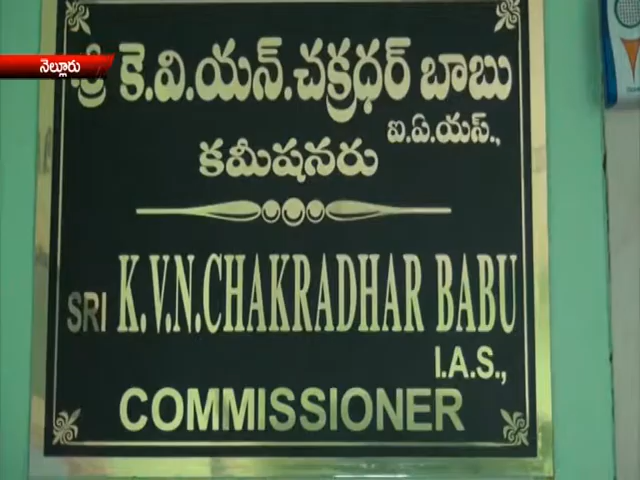 నెల్లూరు
శ్రీ కె.వి.యన్.చక్రధర్ బాబు
ఐ.ఏ.యస్.,
కమీషనరు
SRI K.V.N.CHAKRADHAR BABU
I.A.S.,
COMMISSIONER